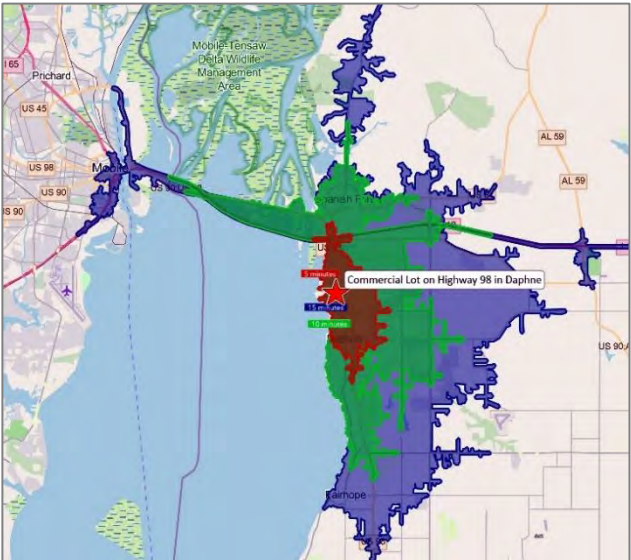 Mobile-Tensaw
Delta Wildlife
Management
Area
I 65
Prichard
US 45
AL 59
US 98
AL 59
US 90
S 90
5 minutes
Commercial Lot on Highway 98 in Daphne
15 minutes
10 minutes
US 90;A
Fairhope